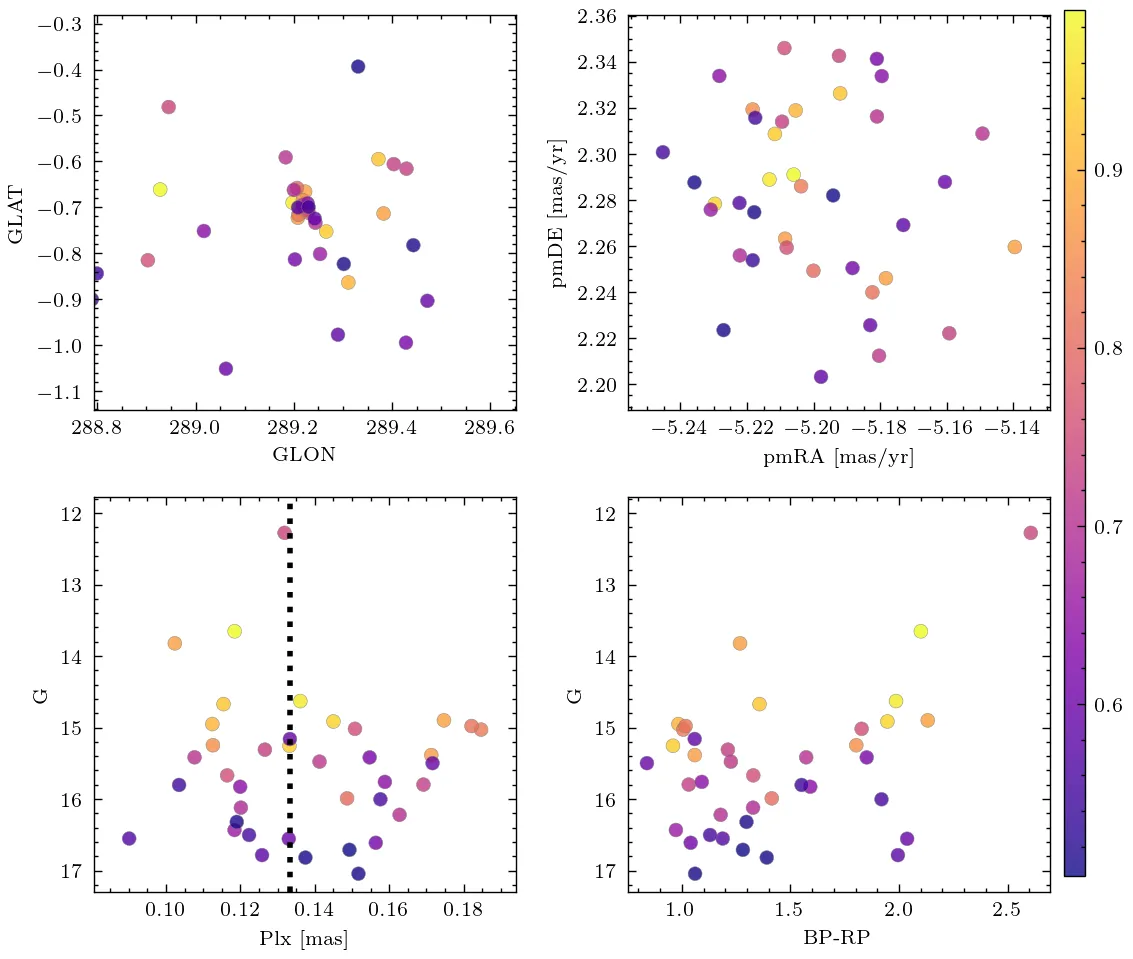 −0.3
−0.4
−0.5
−0.6
−0.7
−0.8
−0.9
−1.0
−1.1
GLAT
288.8 289.0 289.2 289.4 289.6
GLON
2.36
2.34
2.32
2.30
2.28
2.26
2.24
2.22
2.20
pmDE [mas/yr]
−5.24 −5.22 −5.20 −5.18 −5.16 −5.14
pmRA [mas/yr]
0.9
0.8
0.7
0.6
12
13
14
15
16
17
G
0.10 0.12 0.14 0.16 0.18
Plx [mas]
12
13
14
15
16
17
G
1.0 1.5 2.0 2.5
BP-RP